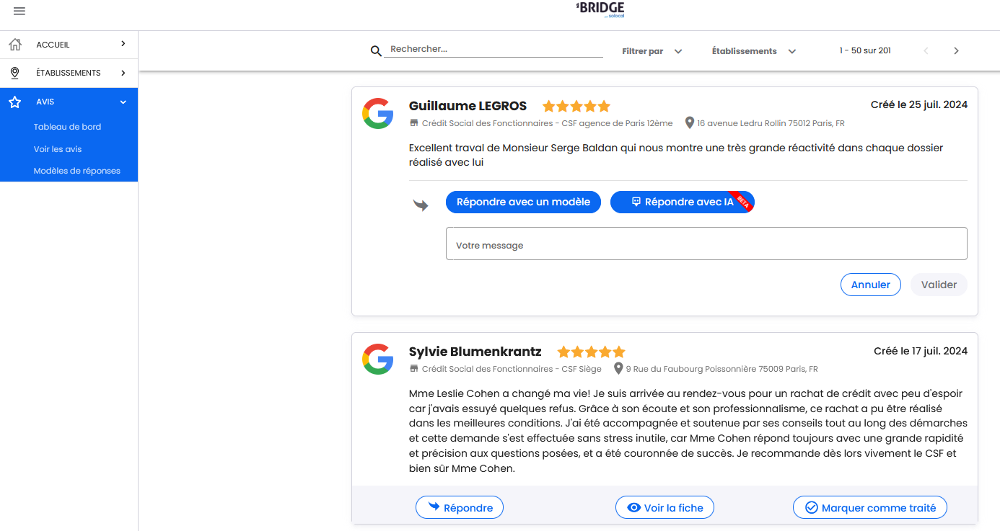 BRIDGE
solocal
ACCUEIL
ÉTABLISSEMENTS
AVIS
Tableau de bord
Voir les avis
Modèles de réponses
Rechercher...
Filtrer par
Établissements
1 - 50 sur 201
Guillaume LEGROS
Créé le 25 juil. 2024
Crédit Social des Fonctionnaires - CSF agence de Paris 12ème 16 avenue Ledru Rollin 75012 Paris, FR
Excellent traval de Monsieur Serge Baldan qui nous montre une très grande réactivité dans chaque dossier
réalisé avec lui
Répondre avec un modèle
Répondre avec IA
BETA
Votre message
Annuler
Valider
Sylvie Blumenkrantz
Créé le 17 juil. 2024
Crédit Social des Fonctionnaires - CSF Siège 9 Rue du Faubourg Poissonnière 75009 Paris, FR
Mme Leslie Cohen a changé ma vie! Je suis arrivée au rendez-vous pour un rachat de crédit avec peu d'espoir
car j'avais essuyé quelques refus. Grâce à son écoute et son professionnalisme, ce rachat a pu être réalisé
dans les meilleures conditions. J'ai été accompagnée et soutenue par ses conseils tout au long des démarches
et cette demande s'est effectuée sans stress inutile, car Mme Cohen répond toujours avec une grande rapidité
et précision aux questions posées, et a été couronnée de succès. Je recommande dès lors vivement le CSF et
bien sûr Mme Cohen.
Répondre
Voir la fiche
Marquer comme traité